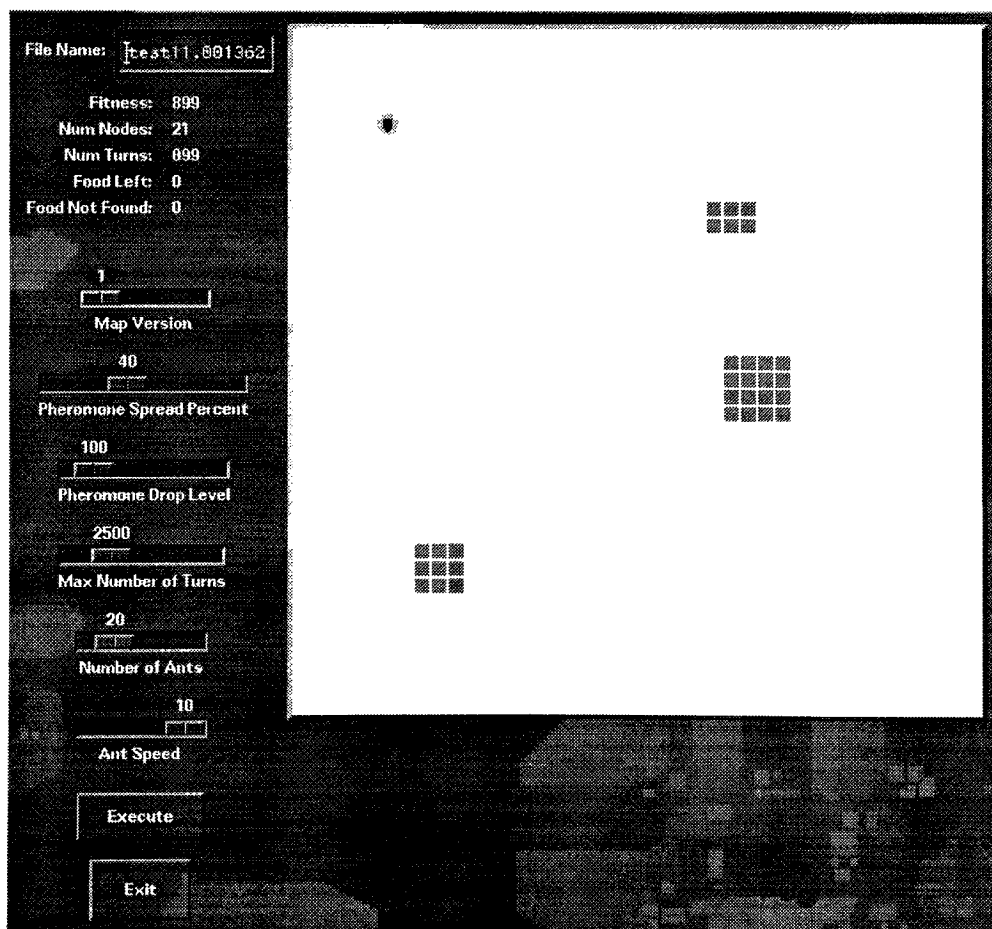 File Name: test11.001362
Fitness: 899
Num Nodes: 21
Num Turns: 899
Food Left: 0
Food Not Found: 0
1
Map Version
40
Pheromone Spread Percent
100
Pheromone Drop Level
2500
Max Number of Turns
20
Number of Ants
10
Ant Speed
Execute
Exit